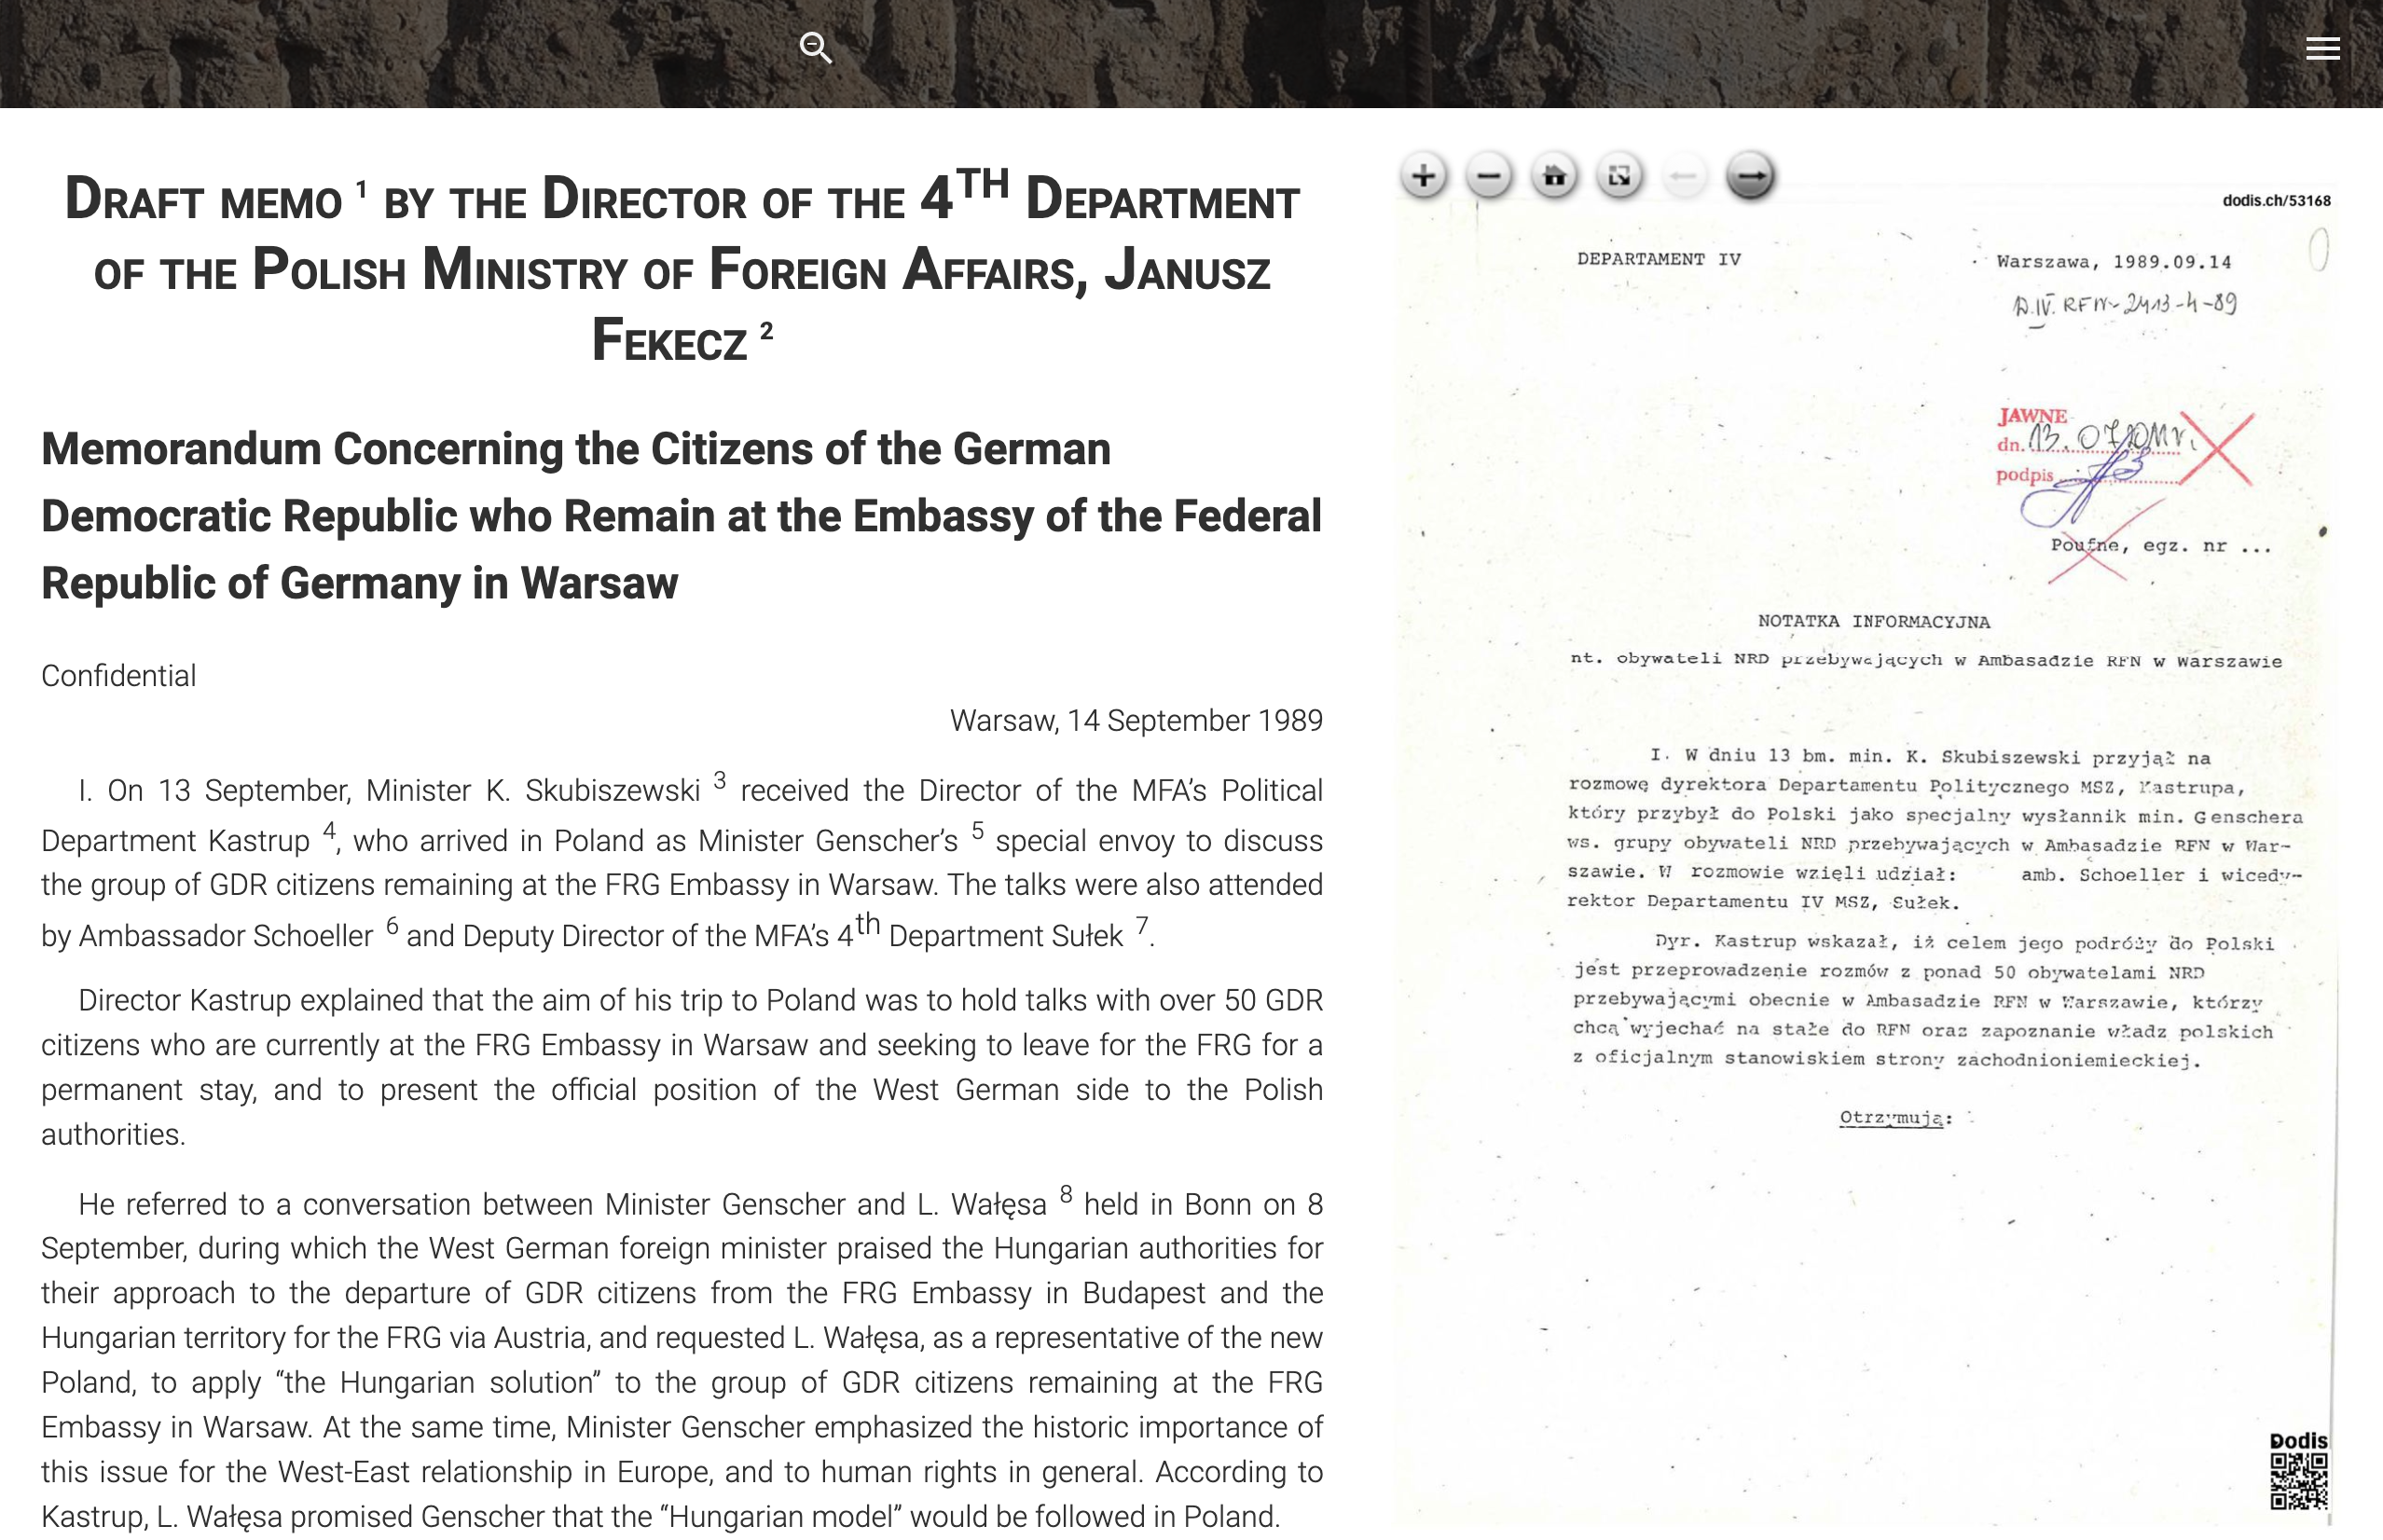 DRAFT MEMO 1 BY THE DIRECTOR OF THE 4TH DEPARTMENT
OF THE POLISH MINISTRY OF FOREIGN AFFAIRS, JANUSZ
FEKECZ 2
Memorandum Concerning the Citizens of the German
Democratic Republic who Remain at the Embassy of the Federal
Republic of Germany in Warsaw
Confidential
Warsaw, 14 September 1989
I. On 13 September, Minister K. Skubiszewski 3 received the Director of the MFA’s Political
Department Kastrup 4, who arrived in Poland as Minister Genscher’s 5 special envoy to discuss
the group of GDR citizens remaining at the FRG Embassy in Warsaw. The talks were also attended
by Ambassador Schoeller 6 and Deputy Director of the MFA’s 4th Department Sułek 7.
Director Kastrup explained that the aim of his trip to Poland was to hold talks with over 50 GDR
citizens who are currently at the FRG Embassy in Warsaw and seeking to leave for the FRG for a
permanent stay, and to present the official position of the West German side to the Polish
authorities.
He referred to a conversation between Minister Genscher and L. Wałęsa 8 held in Bonn on 8
September, during which the West German foreign minister praised the Hungarian authorities for
their approach to the departure of GDR citizens from the FRG Embassy in Budapest and the
Hungarian territory for the FRG via Austria, and requested L. Wałęsa, as a representative of the new
Poland, to apply “the Hungarian solution” to the group of GDR citizens remaining at the FRG
Embassy in Warsaw. At the same time, Minister Genscher emphasized the historic importance of
this issue for the West-East relationship in Europe, and to human rights in general. According to
Kastrup, L. Wałęsa promised Genscher that the “Hungarian model” would be followed in Poland.
dodis.ch/53168
DEPARTAMENT IV
Warszawa, 1989.09.14
D.IV. RFN-2413-4-89
JAWNE
dn. 13.07
podpis
Poufne, egz. nr ...
NOTATKA INFORMACYJNA
nt. obywateli NRD przebywających w Ambasadzie RFN w Warszawie
I. W dniu 13 bm. min. K. Skubiszewski przyjął na
rozmowę dyrektora Departamentu Politycznego MSZ, Kastrupa,
który przybył do Polski jako specjalny wysłannik min. Genschera
ws. grupy obywateli NRD przebywających w Ambasadzie RFN w War-
szawie. W rozmowie wzięli udział: amb. Schoeller i wicedy-
rektor Departamentu IV MSZ, Sułek.
Dyr. Kastrup wskazał, iż celem jego podróży do Polski
jest przeprowadzenie rozmów z ponad 50 obywatelami NRD
przebywającymi obecnie w Ambasadzie RFN w Warszawie, którzy
chcą wyjechać na stałe do RFN oraz zapoznanie władz polskich
z oficjalnym stanowiskiem strony zachodnioniemieckiej.
Otrzymują:
Dodis